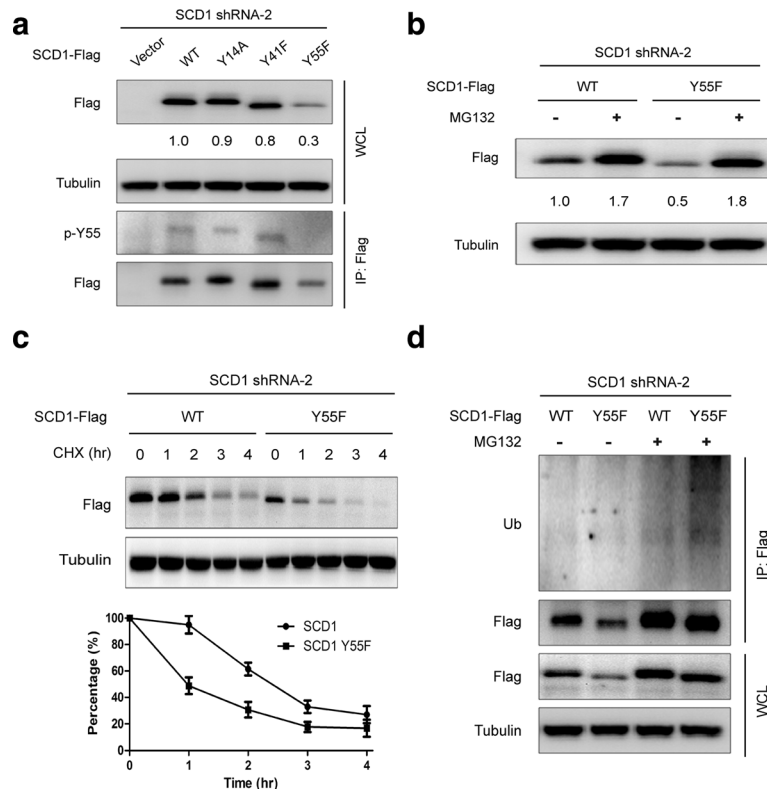 a
SCD1 shRNA-2
SCD1-Flag Vector WT Y14A Y41F Y55F
Flag
1.0 0.9 0.8 0.3
Tubulin
WCL
p-Y55
Flag
IP: Flag
b
SCD1 shRNA-2
SCD1-Flag WT Y55F
MG132 - + - +
Flag
1.0 1.7 0.5 1.8
Tubulin
c
SCD1 shRNA-2
SCD1-Flag WT Y55F
CHX (hr) 0 1 2 3 4 0 1 2 3 4
Flag
Tubulin
Percentage (%)
100
80
60
40
20
0
SCD1
SCD1 Y55F
0 1 2 3 4
Time (hr)
d
SCD1 shRNA-2
SCD1-Flag WT Y55F WT Y55F
MG132 - - + +
Ub
Flag
IP: Flag
Flag
Tubulin
WCL